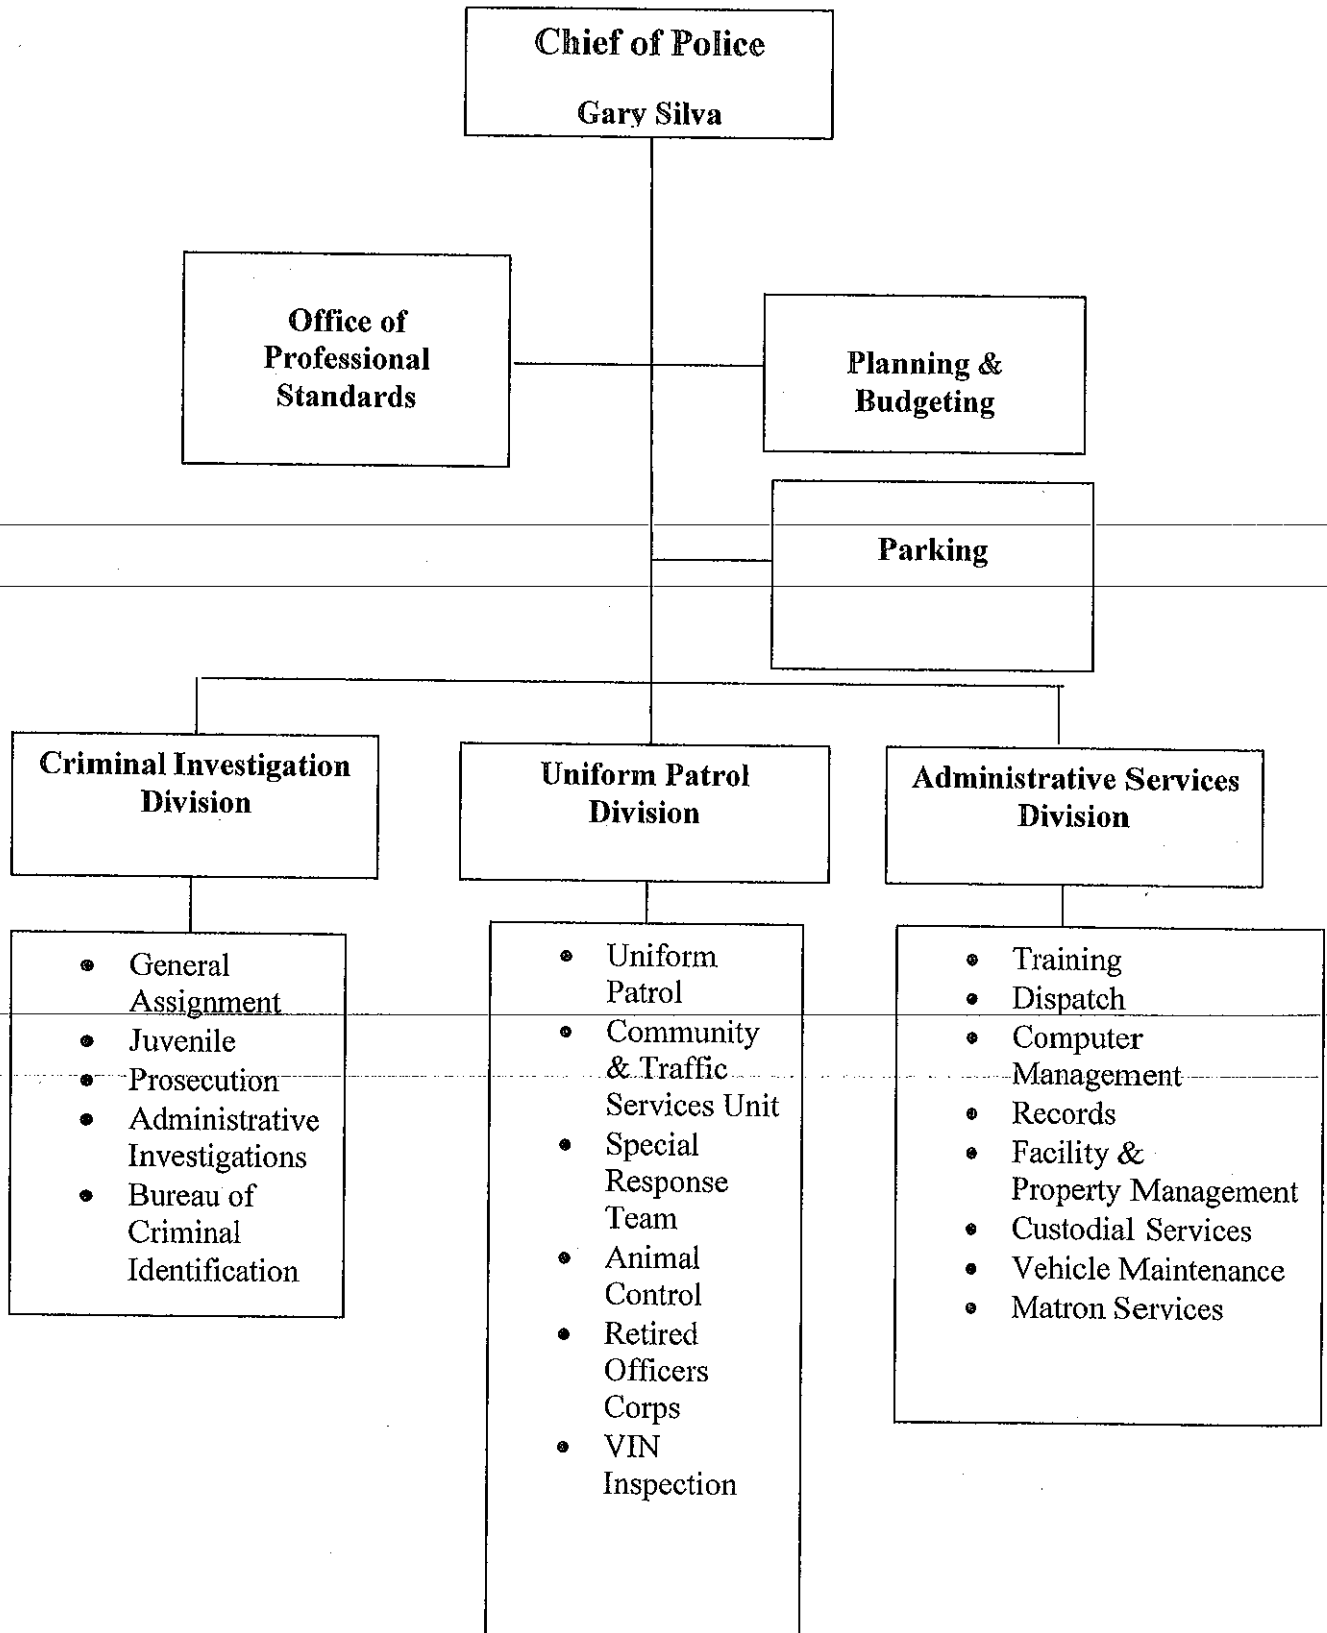 Chief of Police
Gary Silva
Office of
Professional
Standards
Planning &
Budgeting
Parking
Criminal Investigation
Division
Uniform Patrol
Division
Administrative Services
Division
• General
Assignment
• Juvenile
• Prosecution
• Administrative
Investigations
• Bureau of
Criminal
Identification
• Uniform
Patrol
• Community
& Traffic
Services Unit
• Special
Response
Team
• Animal
Control
• Retired
Officers
Corps
• VIN
Inspection
• Training
• Dispatch
• Computer
Management
• Records
• Facility &
Property Management
• Custodial Services
• Vehicle Maintenance
• Matron Services